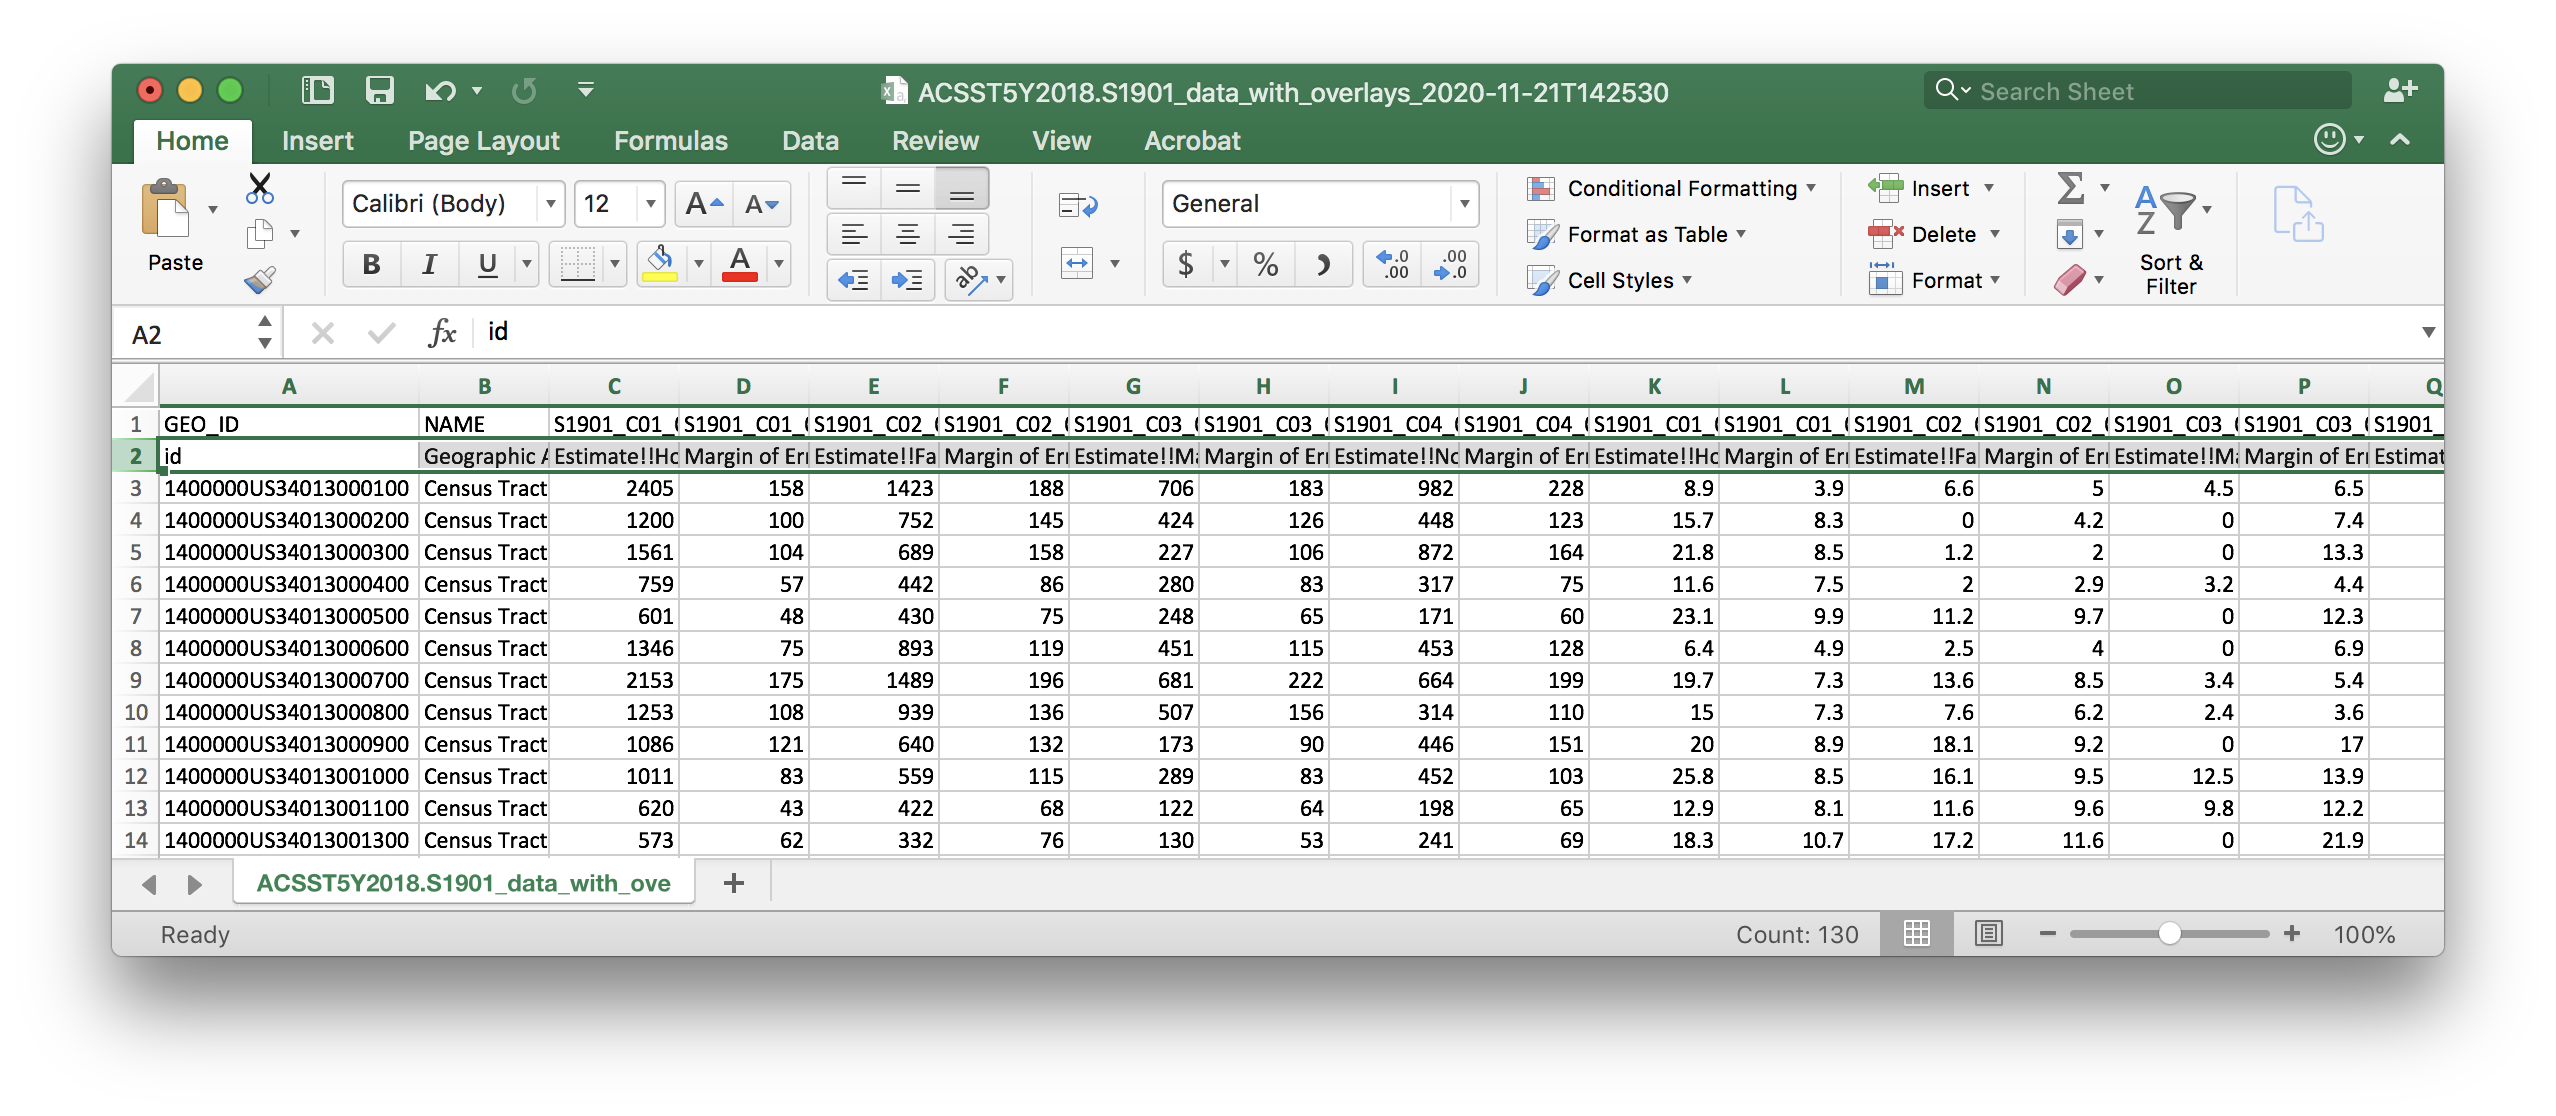 ACSST5Y2018.S1901_data_with_overlays_2020-11-21T142530
Search Sheet
Home Insert Page Layout Formulas Data Review View Acrobat
Paste
Calibri (Body) 12 A A
B I U A
ab
General
$ % .0 .00 .00 .0
Conditional Formatting
Format as Table
Cell Styles
Insert
Delete
Format
Σ
A Z
Sort & Filter
A2 fx id
A B C D E F G H I J K L M N O P Q
1 GEO_ID NAME S1901_C01_ S1901_C01_ S1901_C02_ S1901_C02_ S1901_C03_ S1901_C03_ S1901_C04_ S1901_C04_ S1901_C01_ S1901_C01_ S1901_C02_ S1901_C02_ S1901_C03_ S1901_C03_ S1901_
2 id Geographic A Estimate!!Ho Margin of Err Estimate!!Fa Margin of Err Estimate!!Ma Margin of Err Estimate!!No Margin of Err Estimate!!Ho Margin of Err Estimate!!Fa Margin of Err Estimate!!Ma Margin of Err Estimat
3 1400000US34013000100 Census Tract 2405 158 1423 188 706 183 982 228 8.9 3.9 6.6 5 4.5 6.5
4 1400000US34013000200 Census Tract 1200 100 752 145 424 126 448 123 15.7 8.3 0 4.2 0 7.4
5 1400000US34013000300 Census Tract 1561 104 689 158 227 106 872 164 21.8 8.5 1.2 2 0 13.3
6 1400000US34013000400 Census Tract 759 57 442 86 280 83 317 75 11.6 7.5 2 2.9 3.2 4.4
7 1400000US34013000500 Census Tract 601 48 430 75 248 65 171 60 23.1 9.9 11.2 9.7 0 12.3
8 1400000US34013000600 Census Tract 1346 75 893 119 451 115 453 128 6.4 4.9 2.5 4 0 6.9
9 1400000US34013000700 Census Tract 2153 175 1489 196 681 222 664 199 19.7 7.3 13.6 8.5 3.4 5.4
10 1400000US34013000800 Census Tract 1253 108 939 136 507 156 314 110 15 7.3 7.6 6.2 2.4 3.6
11 1400000US34013000900 Census Tract 1086 121 640 132 173 90 446 151 20 8.9 18.1 9.2 0 17
12 1400000US34013001000 Census Tract 1011 83 559 115 289 83 452 103 25.8 8.5 16.1 9.5 12.5 13.9
13 1400000US34013001100 Census Tract 620 43 422 68 122 64 198 65 12.9 8.1 11.6 9.6 9.8 12.2
14 1400000US34013001300 Census Tract 573 62 332 76 130 53 241 69 18.3 10.7 17.2 11.6 0 21.9
ACSST5Y2018.S1901_data_with_ove +
Ready Count: 130 100%